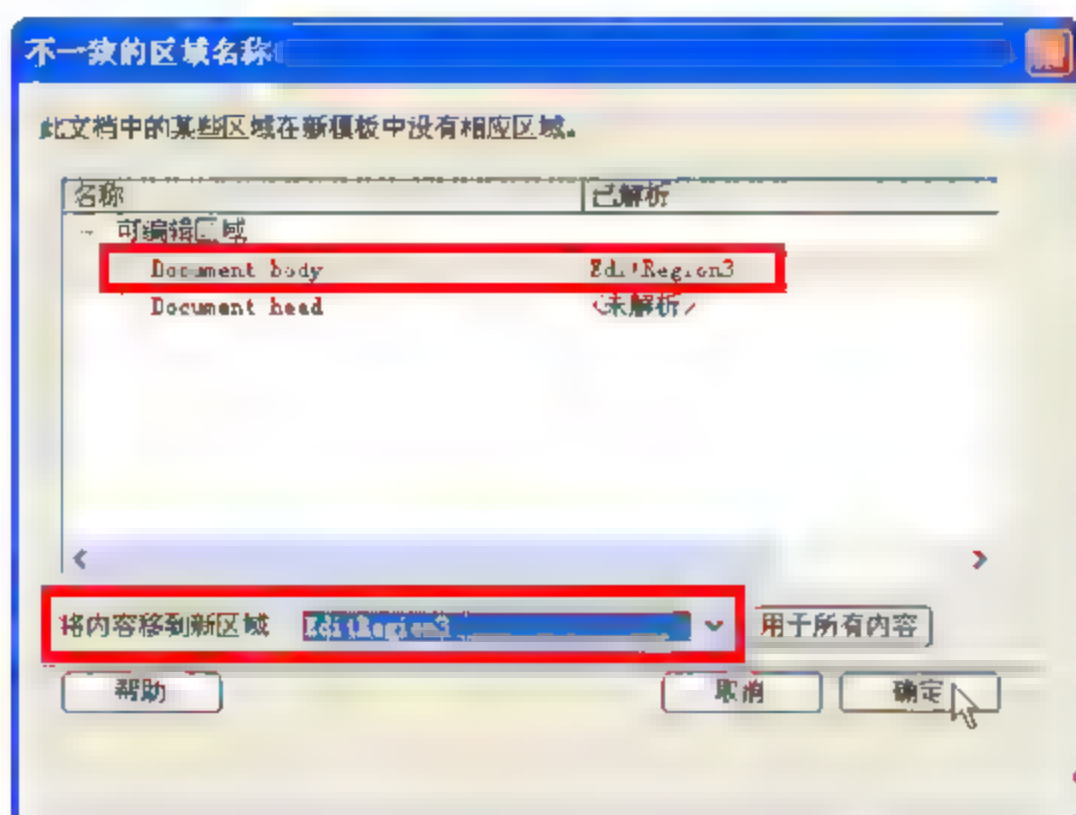 不一致的区域名称
此文档中的某些区域在新模板中没有相应区域。
名称 已解析
可编辑区域
Document body EditRegion3
Document head <未解析>
将内容移到新区域 EditRegion3 用于所有内容
帮助 取消 确定